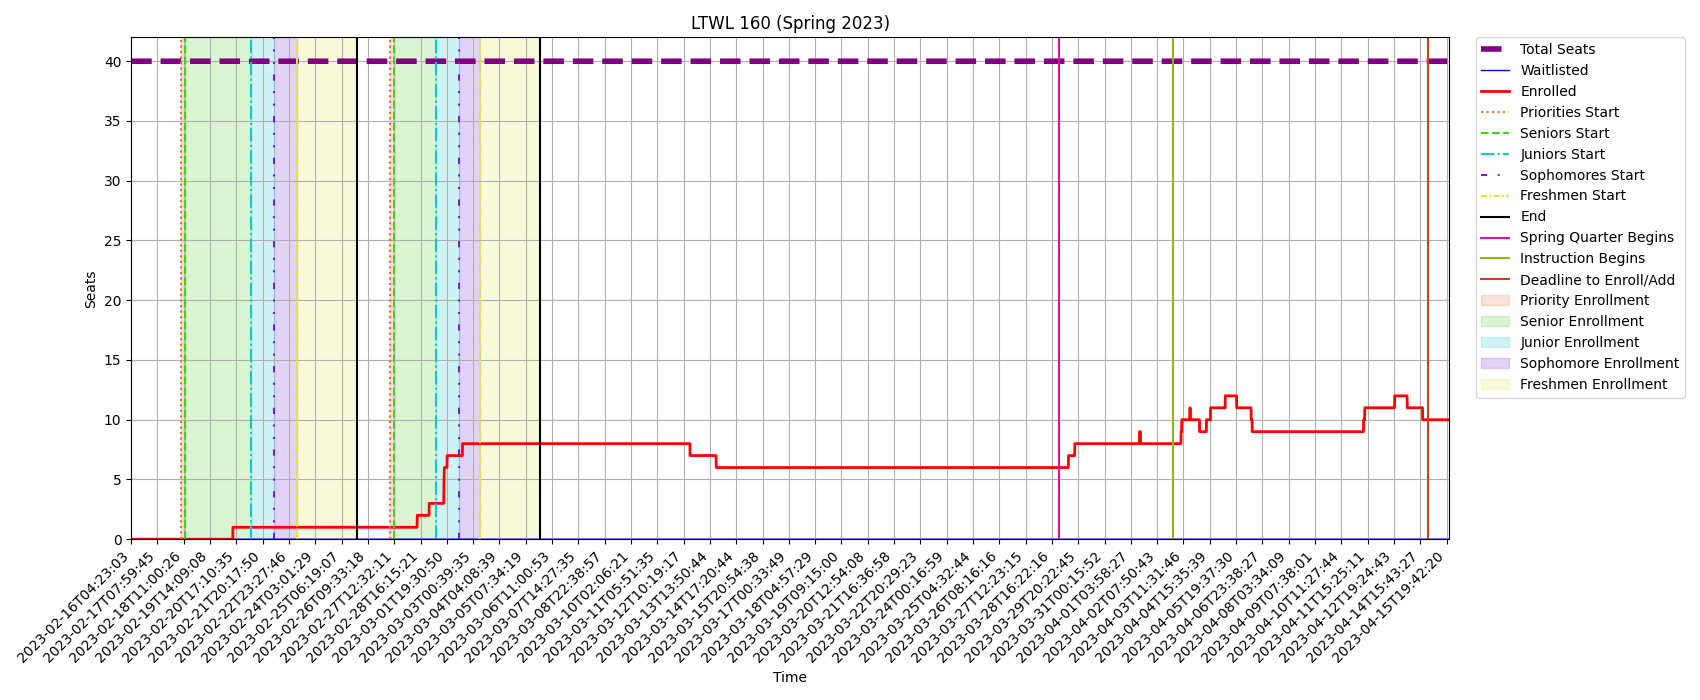 LTWL 160 (Spring 2023)
Seats
40
35
30
25
20
15
10
5
0
2023-02-16T04:23:03
2023-02-17T07:59:45
2023-02-18T11:00:26
2023-02-19T14:09:08
2023-02-20T17:10:35
2023-02-21T20:17:50
2023-02-22T23:27:46
2023-02-24T03:01:29
2023-02-25T06:19:07
2023-02-26T09:33:18
2023-02-27T12:32:11
2023-02-28T16:15:21
2023-03-01T19:30:50
2023-03-03T00:39:35
2023-03-04T04:08:39
2023-03-05T07:34:19
2023-03-06T11:00:53
2023-03-07T14:27:35
2023-03-08T22:38:57
2023-03-10T02:06:21
2023-03-11T05:51:35
2023-03-12T10:19:17
2023-03-13T13:50:44
2023-03-14T17:20:44
2023-03-15T20:54:38
2023-03-17T00:33:49
2023-03-18T04:57:29
2023-03-19T09:15:00
2023-03-20T12:54:08
2023-03-21T16:36:58
2023-03-22T20:29:23
2023-03-24T00:16:59
2023-03-25T04:32:44
2023-03-26T08:16:16
2023-03-27T12:23:15
2023-03-28T16:22:16
2023-03-29T20:22:45
2023-03-31T00:15:52
2023-04-01T03:58:27
2023-04-02T07:50:43
2023-04-03T11:31:46
2023-04-04T15:35:39
2023-04-05T19:37:30
2023-04-06T23:38:27
2023-04-08T03:34:09
2023-04-09T07:38:01
2023-04-10T11:27:44
2023-04-11T15:25:11
2023-04-12T19:24:43
2023-04-14T15:43:27
2023-04-15T19:42:20
Time
Total Seats
Waitlisted
Enrolled
Priorities Start
Seniors Start
Juniors Start
Sophomores Start
Freshmen Start
End
Spring Quarter Begins
Instruction Begins
Deadline to Enroll/Add
Priority Enrollment
Senior Enrollment
Junior Enrollment
Sophomore Enrollment
Freshmen Enrollment